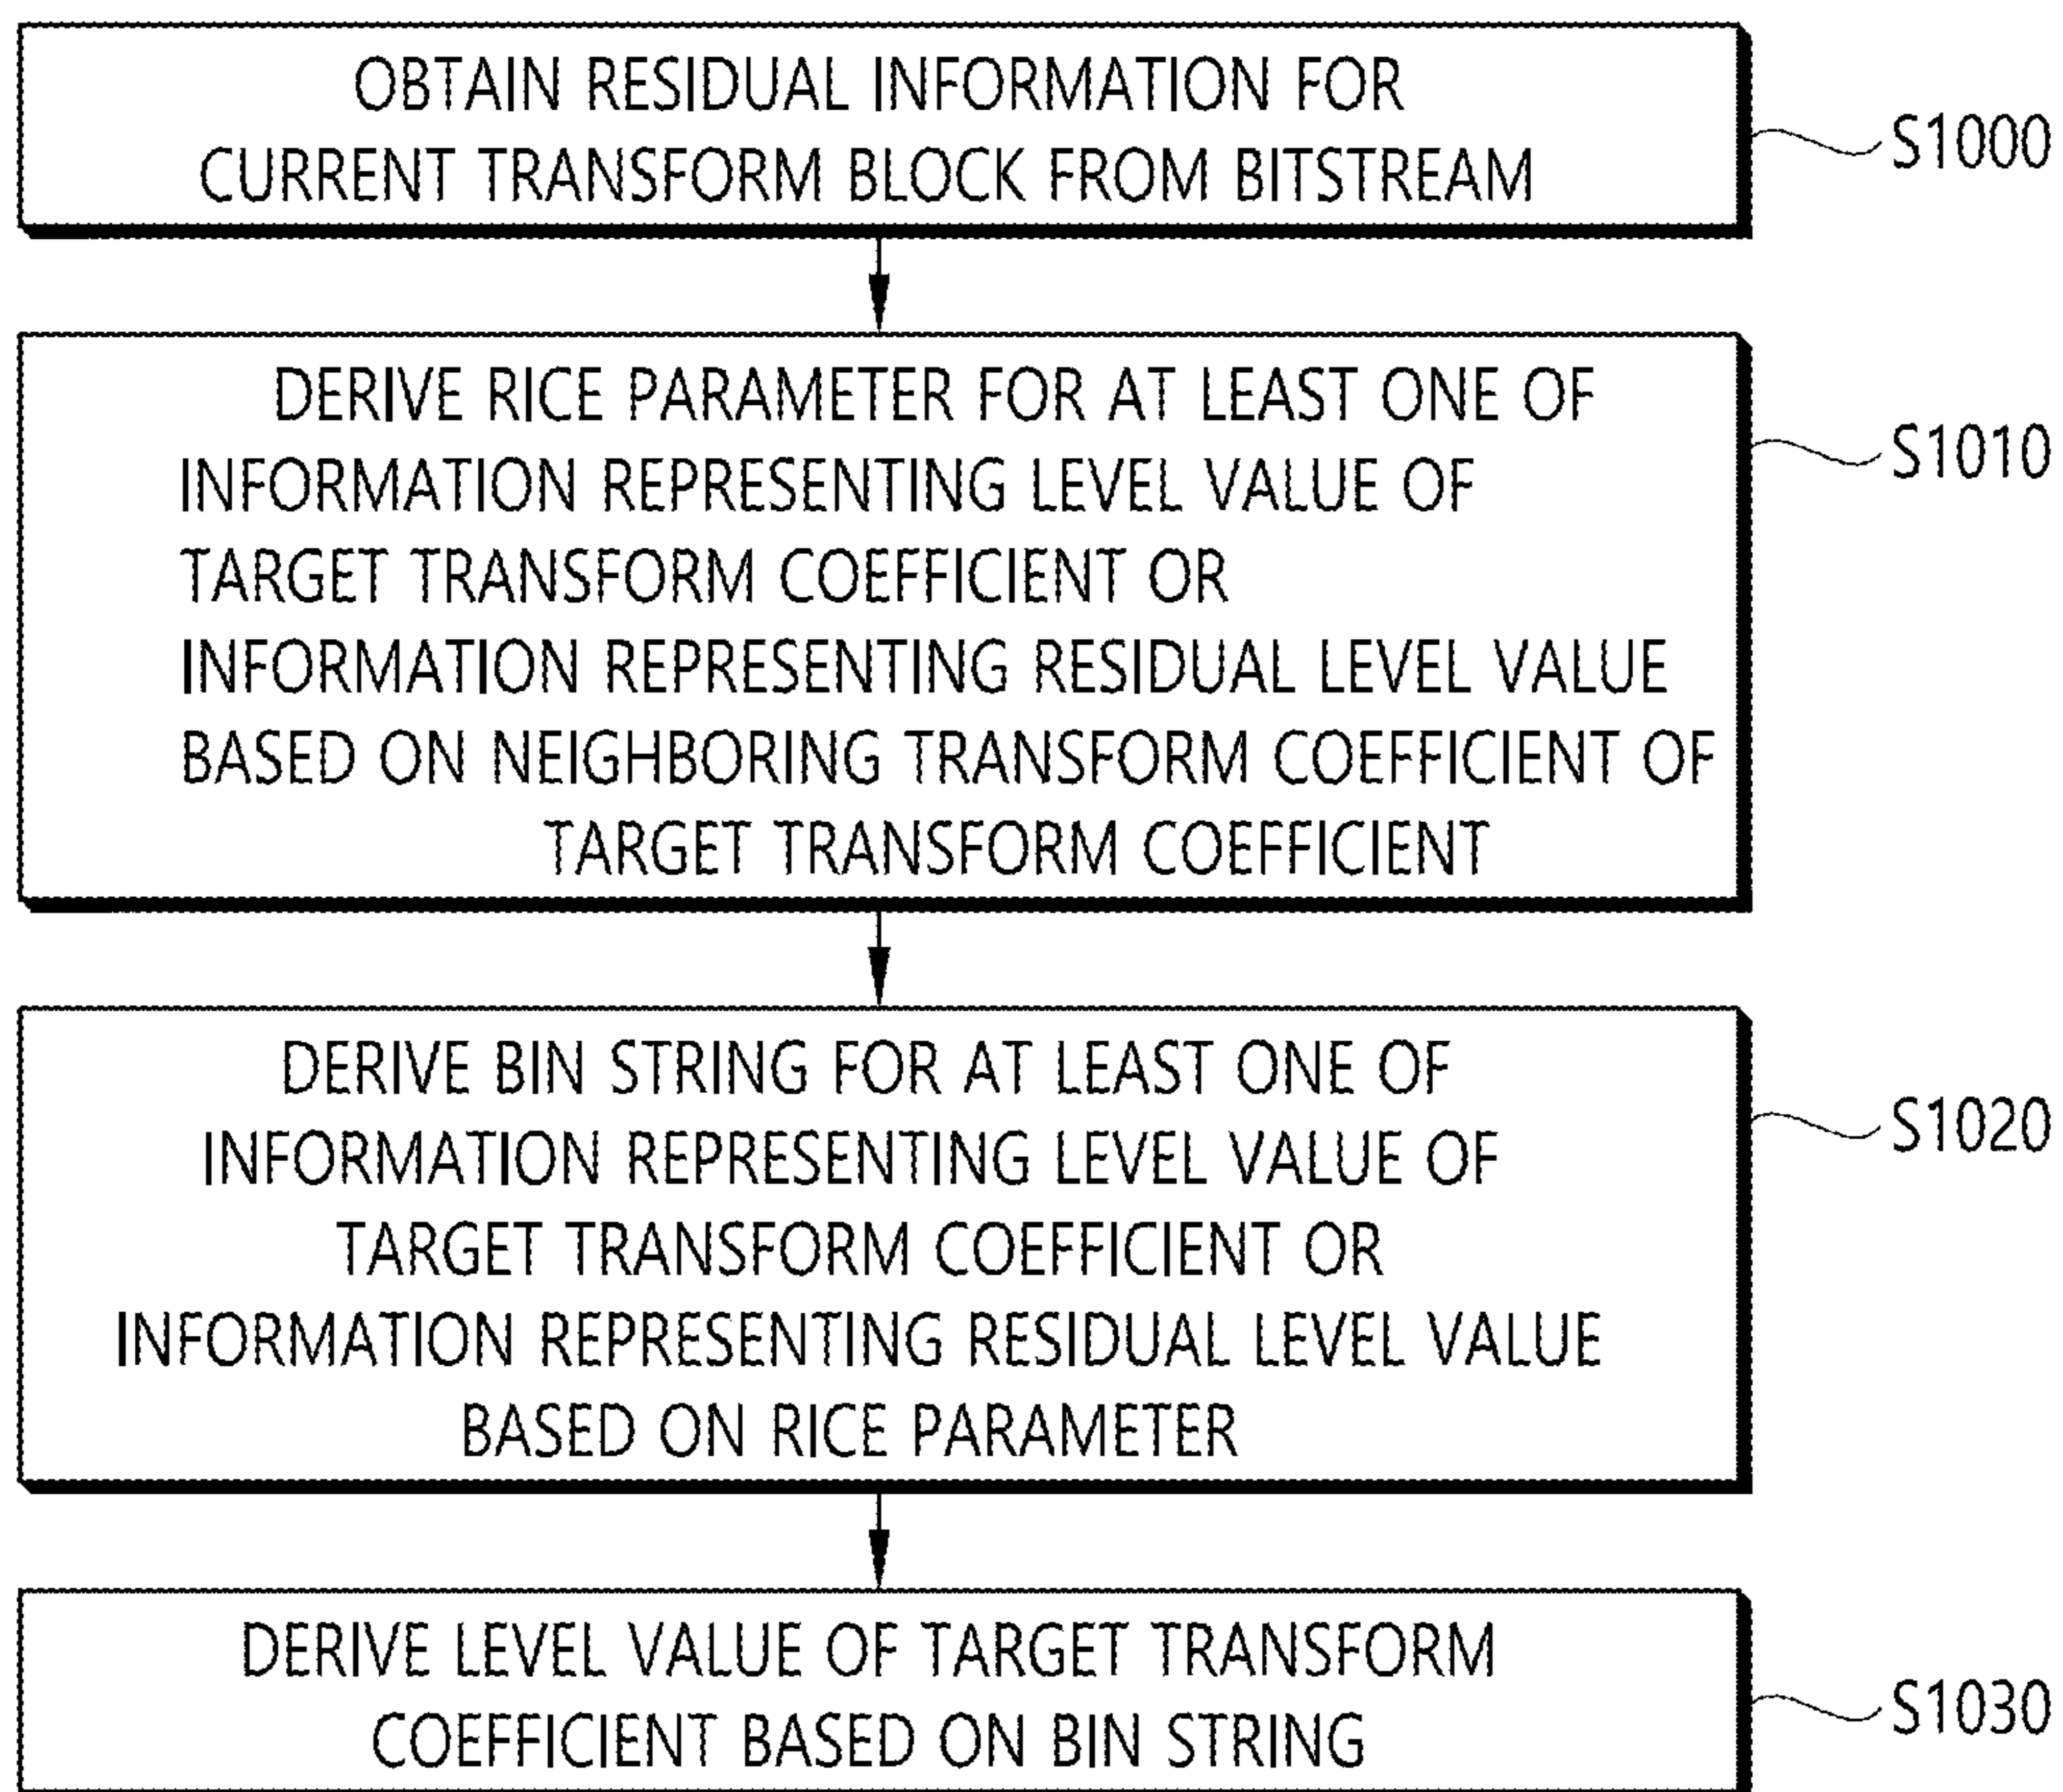 OBTAIN RESIDUAL INFORMATION FOR
CURRENT TRANSFORM BLOCK FROM BITSTREAM
S1000
DERIVE RICE PARAMETER FOR AT LEAST ONE OF
INFORMATION REPRESENTING LEVEL VALUE OF
TARGET TRANSFORM COEFFICIENT OR
INFORMATION REPRESENTING RESIDUAL LEVEL VALUE
BASED ON NEIGHBORING TRANSFORM COEFFICIENT OF
TARGET TRANSFORM COEFFICIENT
S1010
DERIVE BIN STRING FOR AT LEAST ONE OF
INFORMATION REPRESENTING LEVEL VALUE OF
TARGET TRANSFORM COEFFICIENT OR
INFORMATION REPRESENTING RESIDUAL LEVEL VALUE
BASED ON RICE PARAMETER
S1020
DERIVE LEVEL VALUE OF TARGET TRANSFORM
COEFFICIENT BASED ON BIN STRING
S1030